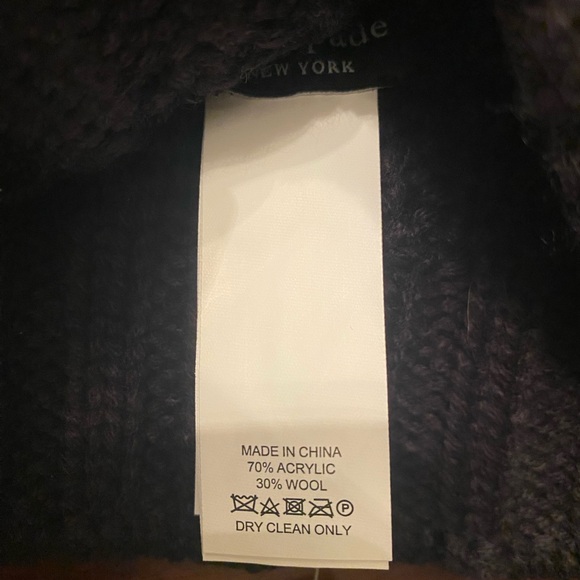 NEW YORK
MADE IN CHINA
70% ACRYLIC
30% WOOL
P
DRY CLEAN ONLY